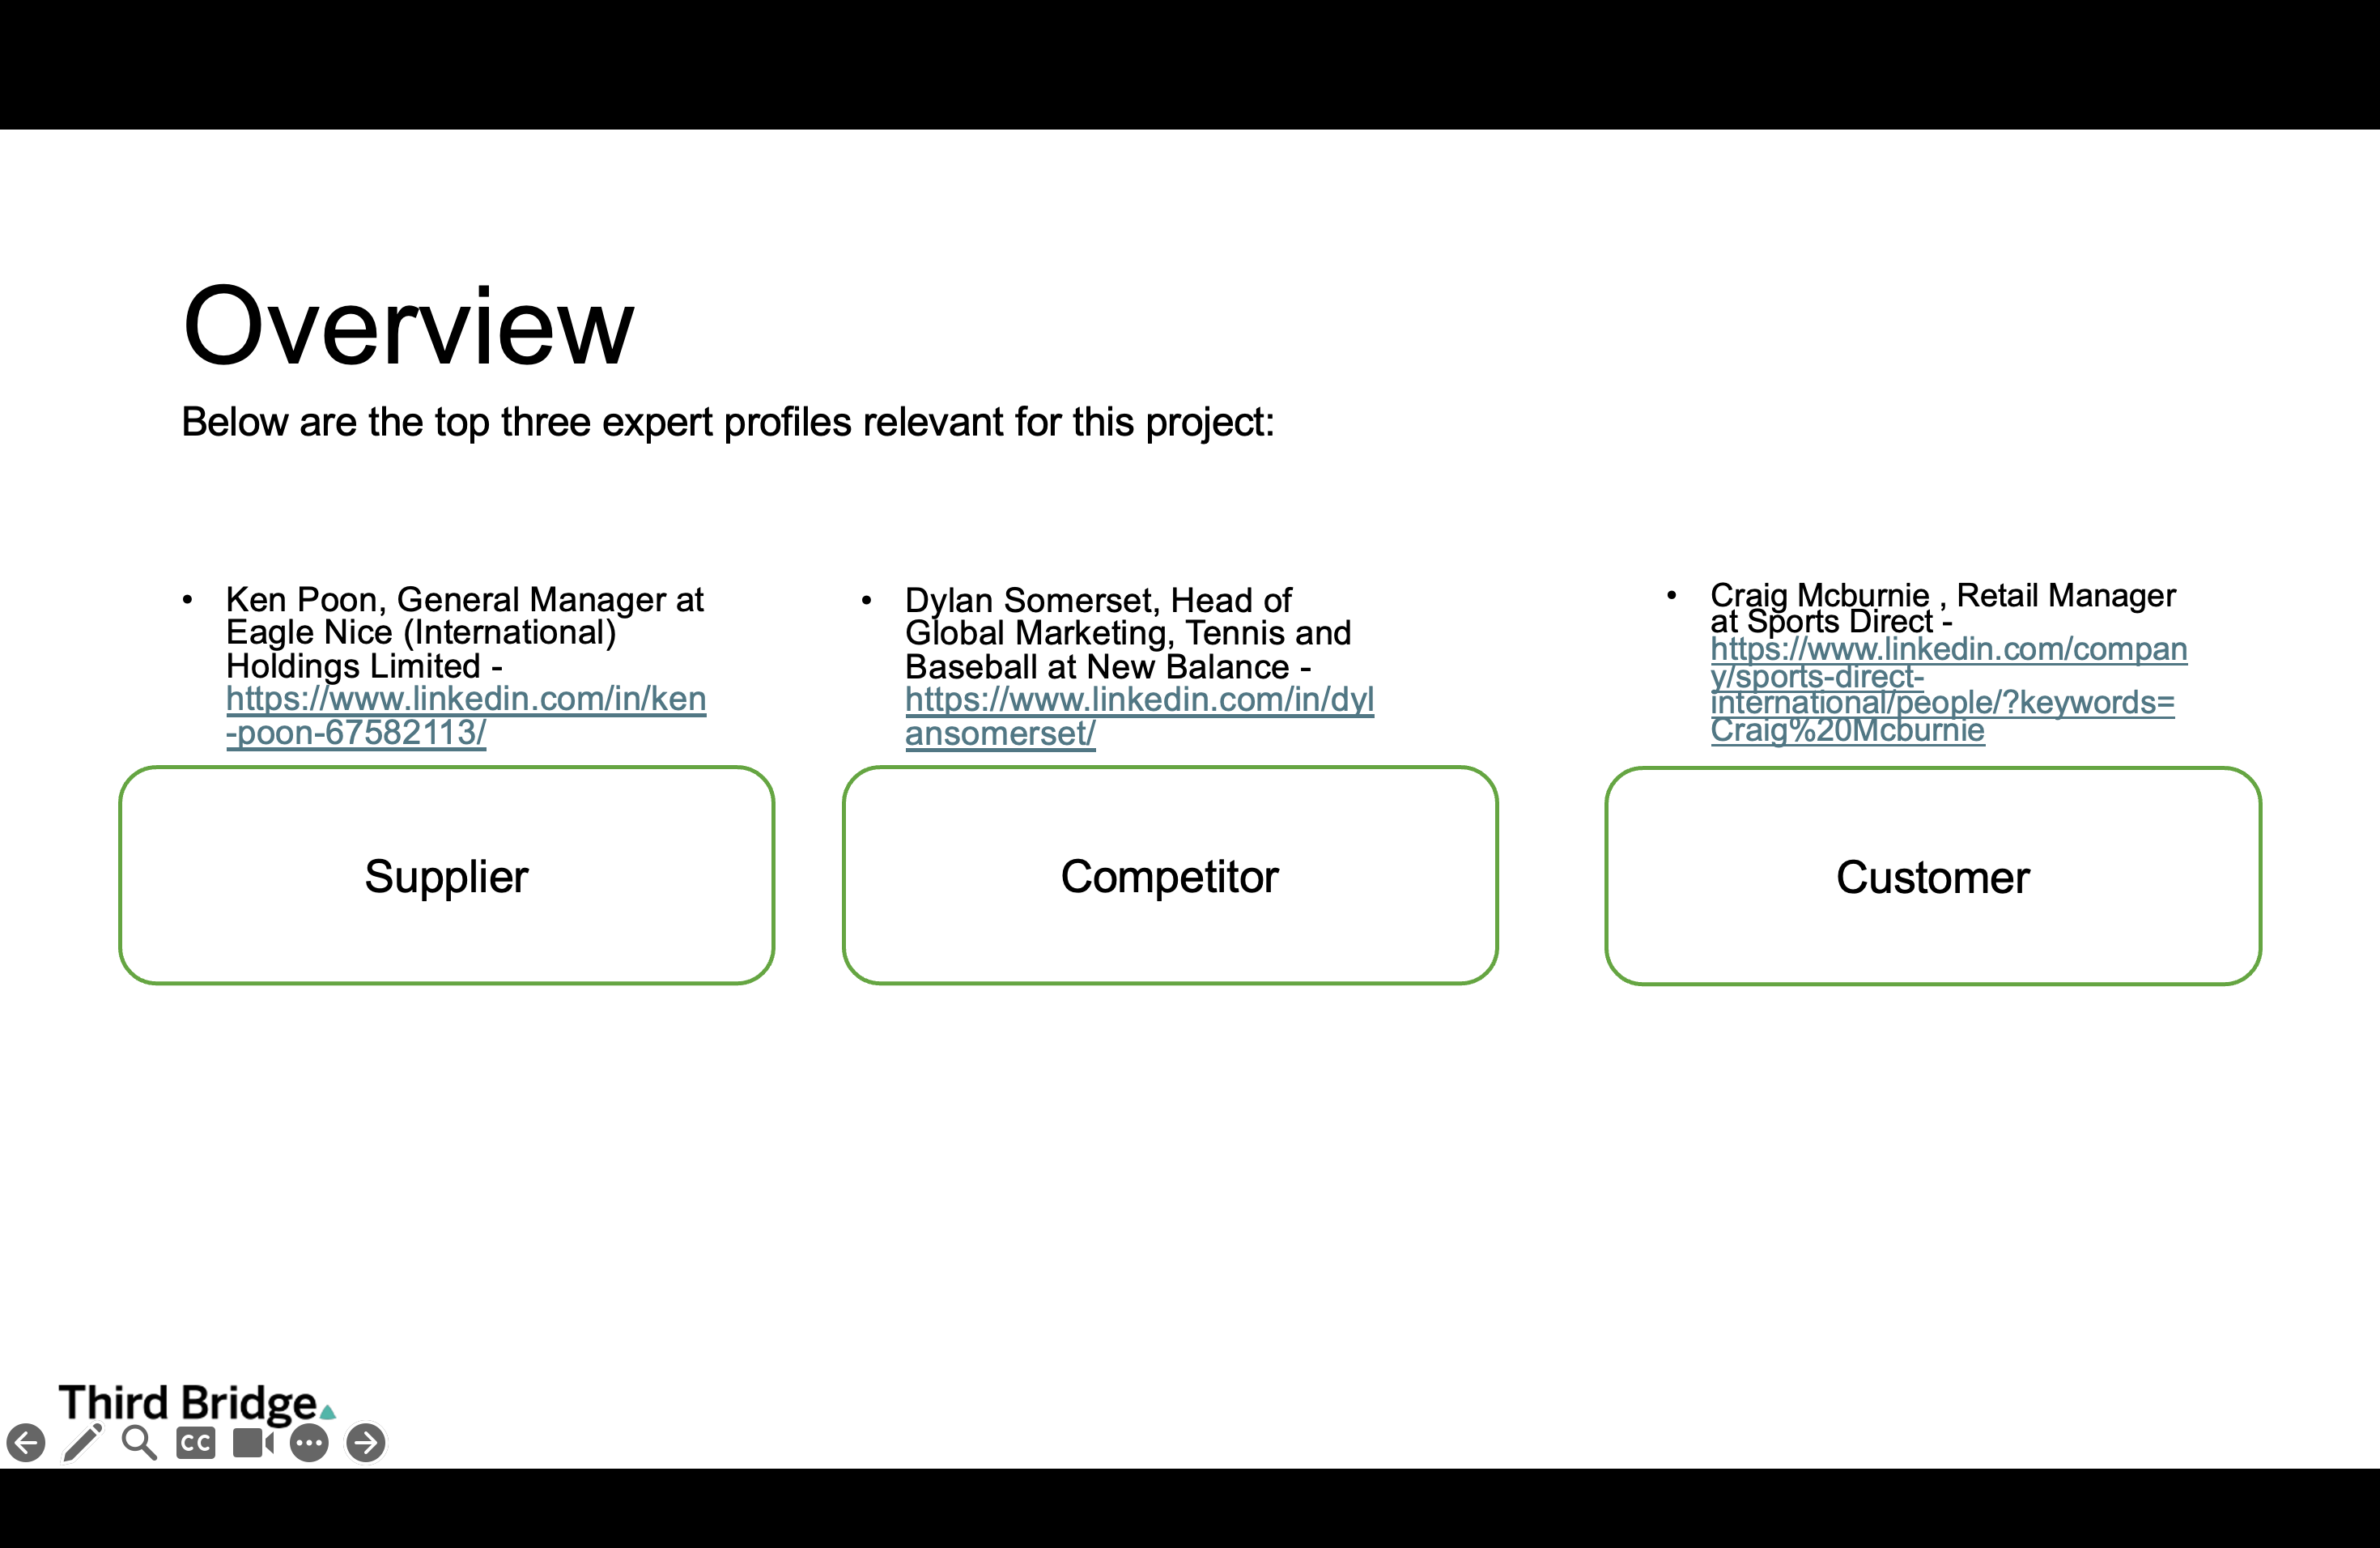 Overview
Below are the top three expert profiles relevant for this project:
• Ken Poon, General Manager at
Eagle Nice (International)
Holdings Limited -
https://www.linkedin.com/in/ken
-poon-67582113/
Supplier
• Dylan Somerset, Head of
Global Marketing, Tennis and
Baseball at New Balance -
https://www.linkedin.com/in/dyl
ansomerset/
Competitor
• Craig Mcburnie , Retail Manager
at Sports Direct -
https://www.linkedin.com/compan
y/sports-direct-
international/people/?keywords=
Craig%20Mcburnie
Customer
Third Bridge
CC